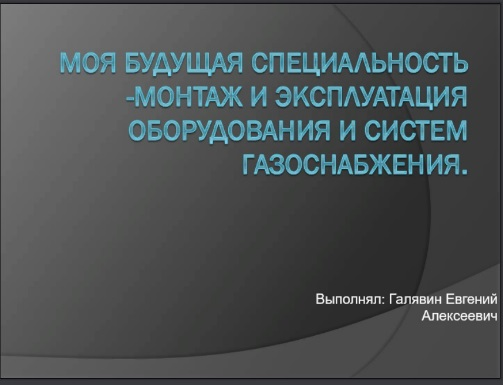 МОЯ БУДУЩАЯ СПЕЦИАЛЬНОСТЬ
-МОНТАЖ И ЭКСПЛУАТАЦИЯ
ОБОРУДОВАНИЯ И СИСТЕМ
ГАЗОСНАБЖЕНИЯ.
Выполнял: Галявин Евгений
Алексеевич